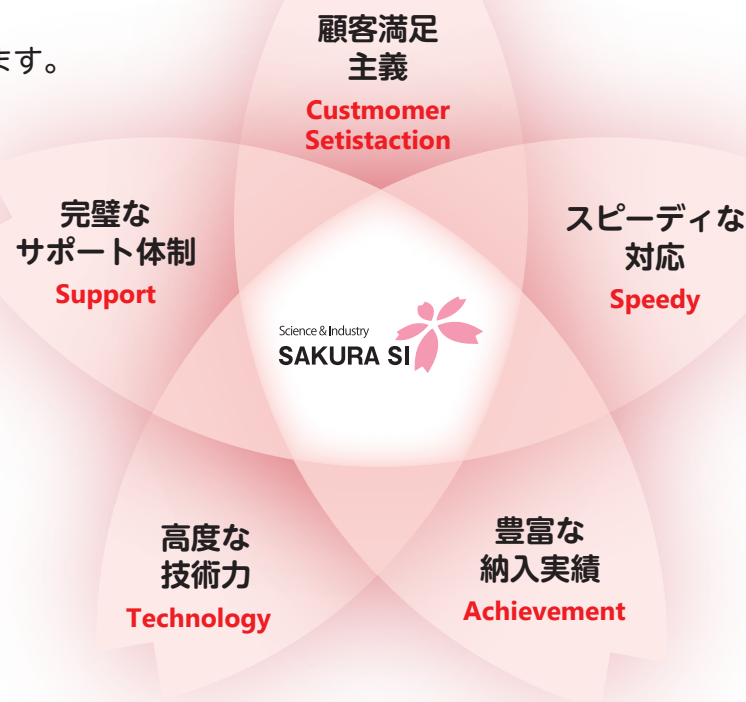 ます。
顧客満足
主義
Custmomer
Setistaction
完璧な
サポート体制
Support
スピーディな
対応
Speedy
Science & Industry
SAKURA SI
高度な
技術力
Technology
豊富な
納入実績
Achievement